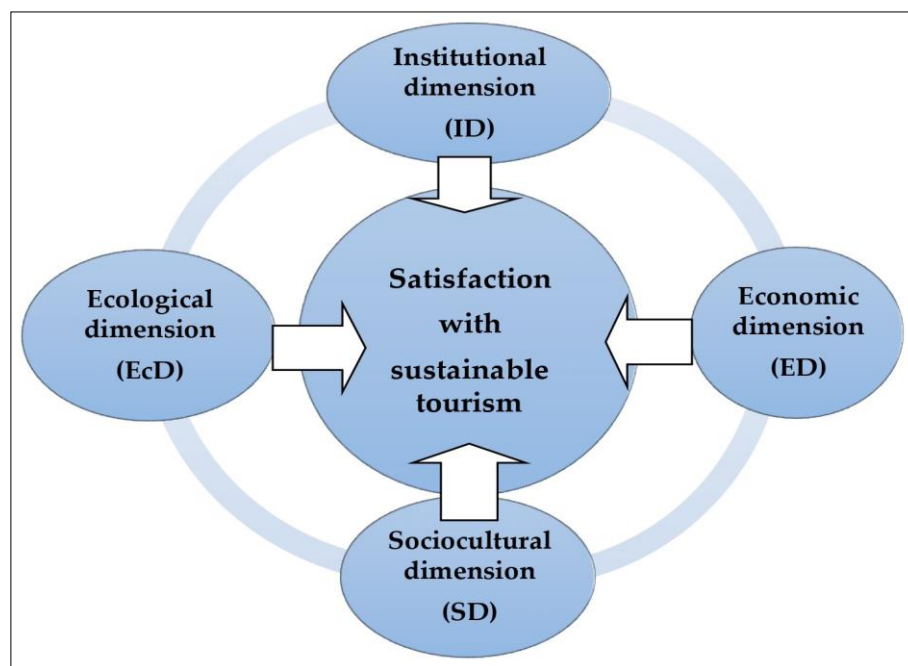 Institutional
dimension
(ID)
Ecological
dimension
(EcD)
Satisfaction
with
sustainable
tourism
Economic
dimension
(ED)
Sociocultural
dimension
(SD)